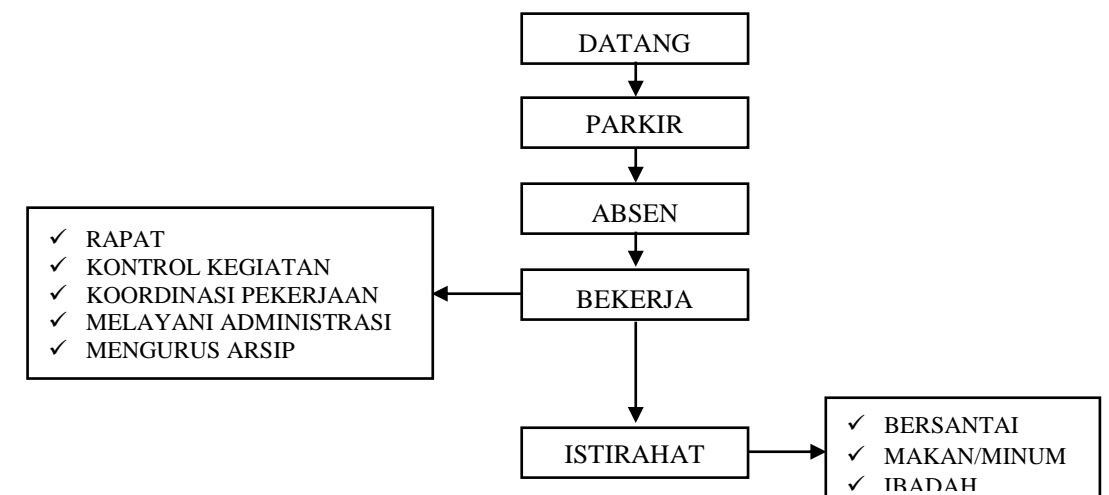 DATANG
PARKIR
ABSEN
BEKERJA
✓ RAPAT
✓ KONTROL KEGIATAN
✓ KOORDINASI PEKERJAAN
✓ MELAYANI ADMINISTRASI
✓ MENGURUS ARSIP
ISTIRAHAT
✓ BERSANTAI
✓ MAKAN/MINUM
✓ IBADAH